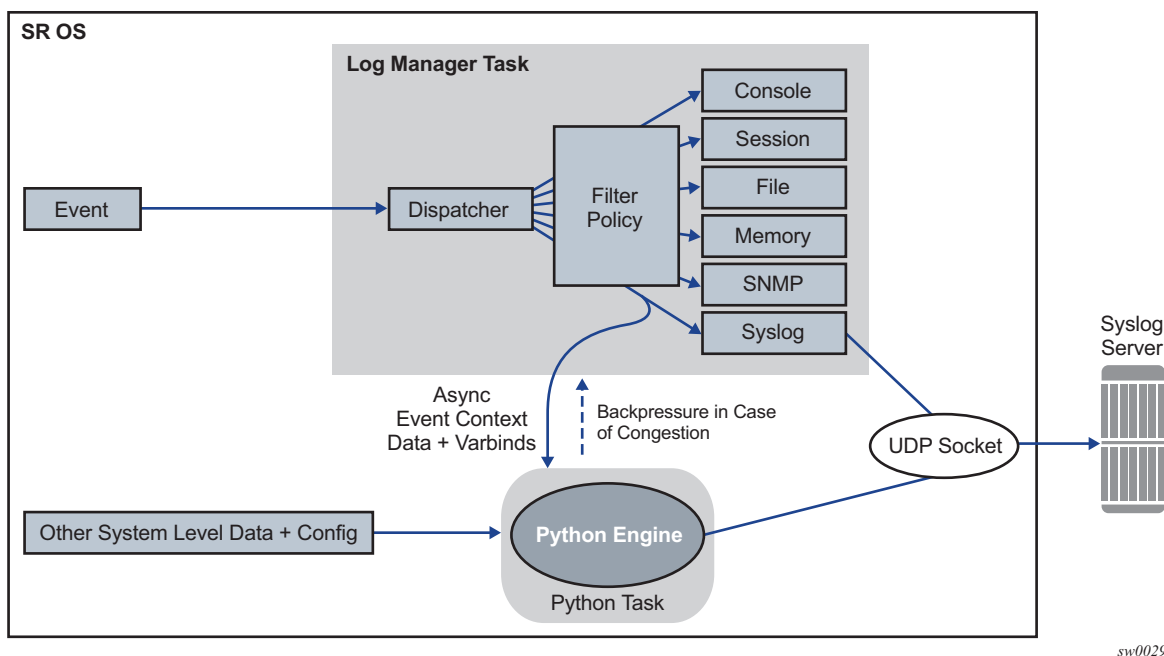 SR OS
Log Manager Task
Console
Session
File
Memory
SNMP
Syslog
Event
Dispatcher
Filter
Policy
Syslog
Server
Async
Event Context
Data + Varbinds
Backpressure in Case
of Congestion
UDP Socket
Other System Level Data + Config
Python Engine
Python Task
sw0029